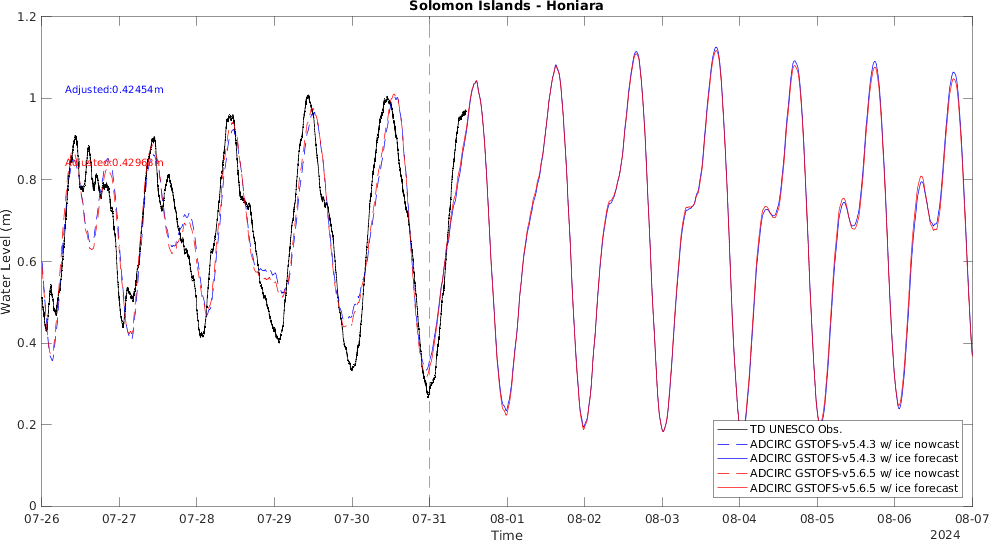 Solomon Islands - Honiara
1.2
1
0.8
0.6
0.4
0.2
0
Water Level (m)
Adjusted:0.42454m
Adjusted:0.42963m
TD UNESCO Obs.
ADCIRC GSTOFS-v5.4.3 w/ ice nowcast
ADCIRC GSTOFS-v5.4.3 w/ ice forecast
ADCIRC GSTOFS-v5.6.5 w/ ice nowcast
ADCIRC GSTOFS-v5.6.5 w/ ice forecast
07-26 07-27 07-28 07-29 07-30 07-31 08-01 08-02 08-03 08-04 08-05 08-06 08-07
Time
2024